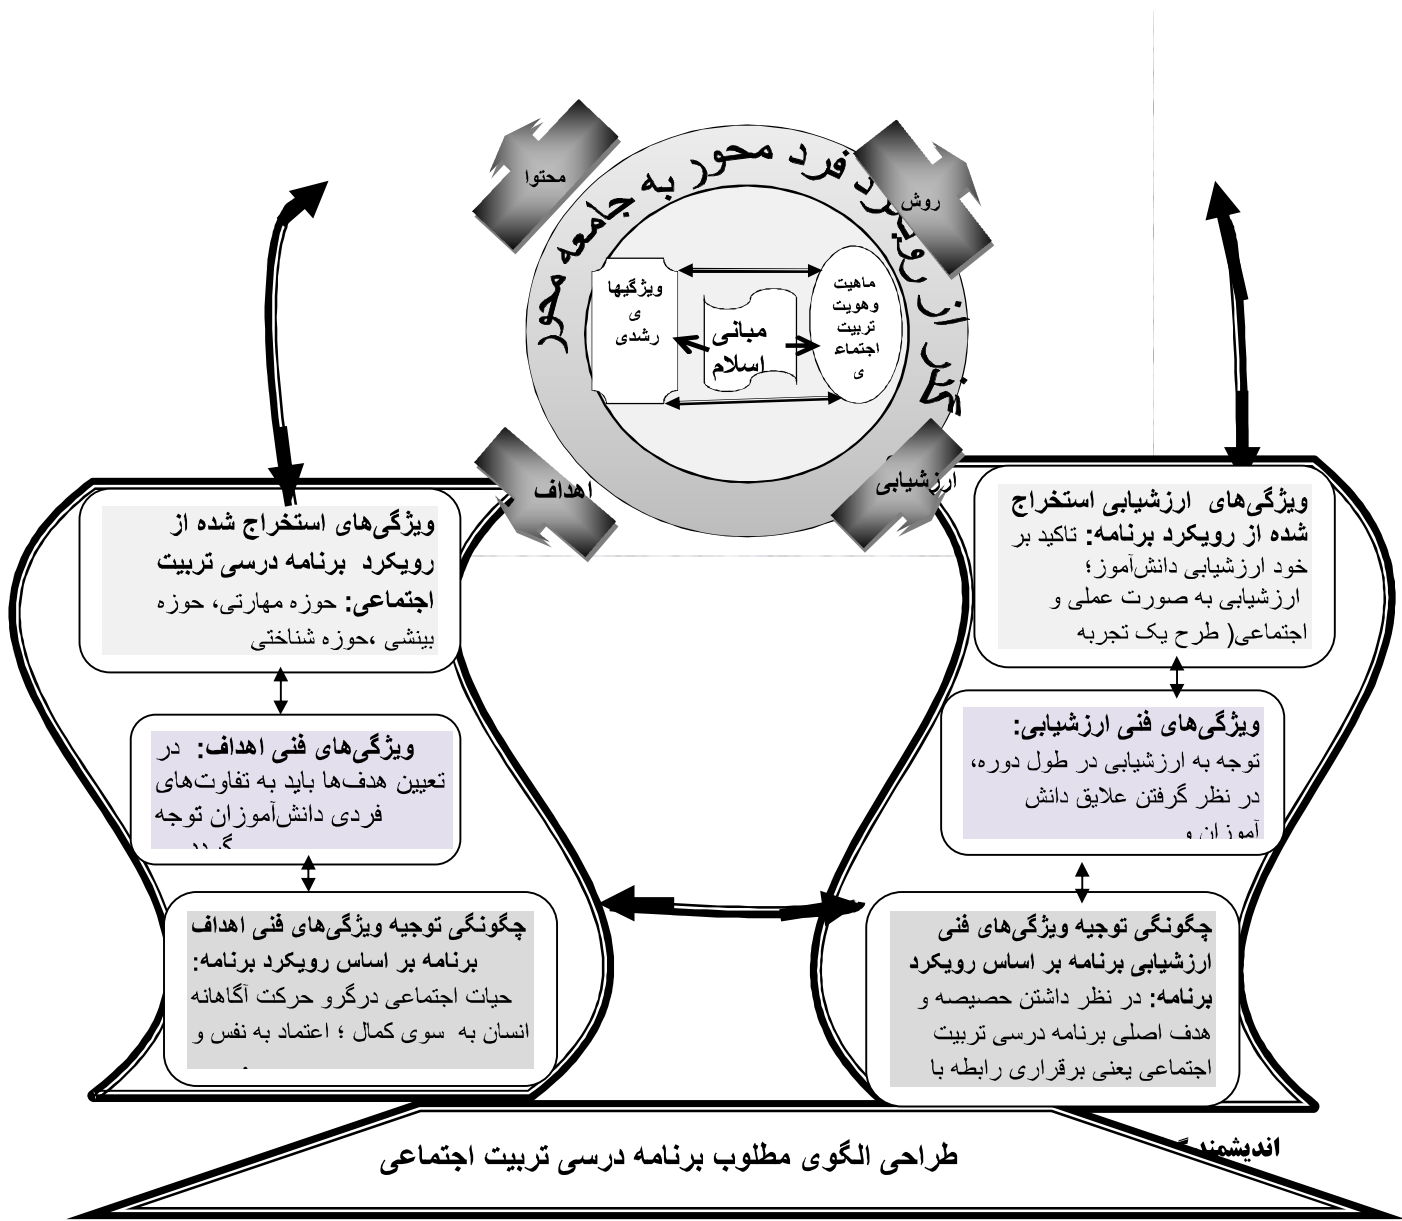 گذر از رویکرد فرد محور به جامعه محور
محتوا
روش
اهداف
ارزشیابی
ماهیت
وهویت
تربیت
اجتماع
ی
مبانی
اسلام
ویژگیها
ی
رشدی
ویژگی‌های ارزشیابی استخراج
شده از رویکرد برنامه: تاکید بر
خود ارزشیابی دانش‌آموز؛
ارزشیابی به صورت عملی و
اجتماعی( طرح یک تجربه
ویژگی‌های فنی ارزشیابی:
توجه به ارزشیابی در طول دوره،
در نظر گرفتن علایق دانش
آموزان و
چگونگی توجیه ویژگی‌های فنی
ارزشیابی برنامه بر اساس رویکرد
برنامه: در نظر داشتن حصیصه و
هدف اصلی برنامه درسی تربیت
اجتماعی یعنی برقراری رابطه با
ویژگی‌های استخراج شده از
رویکرد برنامه درسی تربیت
اجتماعی: حوزه مهارتی، حوزه
بینشی ،حوزه شناختی
ویژگی‌های فنی اهداف: در
تعیین هدف‌ها باید به تفاوت‌های
فردی دانش‌آموزان توجه
گردد
چگونگی توجیه ویژگی‌های فنی اهداف
برنامه بر اساس رویکرد برنامه:
حیات اجتماعی درگرو حرکت آگاهانه
انسان به سوی کمال ؛ اعتماد به نفس و
طراحی الگوی مطلوب برنامه درسی تربیت اجتماعی
اندیشمند